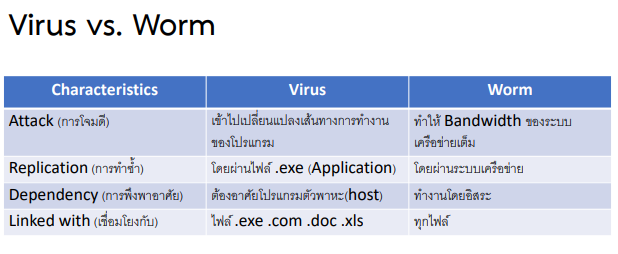 Virus vs. Worm
Characteristics Virus Worm
Attack (การโจมตี) เข้าไปเปลี่ยนแปลงเส้นทางการทำงาน ทำให้ Bandwidth ของระบบ
ของโปรแกรม เครือข่ายเต็ม
Replication (การทำซ้ำ) โดยผ่านไฟล์ .exe (Application) โดยผ่านระบบเครือข่าย
Dependency (การพึ่งพาอาศัย) ต้องอาศัยโปรแกรมตัวพาหะ(host) ทำงานโดยอิสระ
Linked with (เชื่อมโยงกับ) ไฟล์ .exe .com .doc .xls ทุกไฟล์